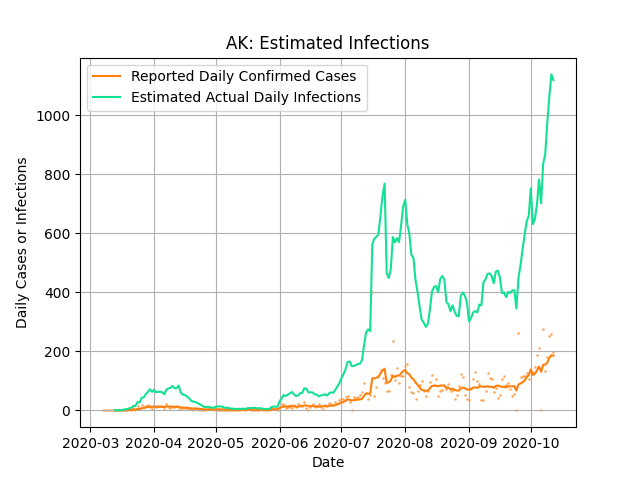 AK: Estimated Infections
Reported Daily Confirmed Cases
Estimated Actual Daily Infections
Daily Cases or Infections
1000
800
600
400
200
0
2020-03 2020-04 2020-05 2020-06 2020-07 2020-08 2020-09 2020-10
Date